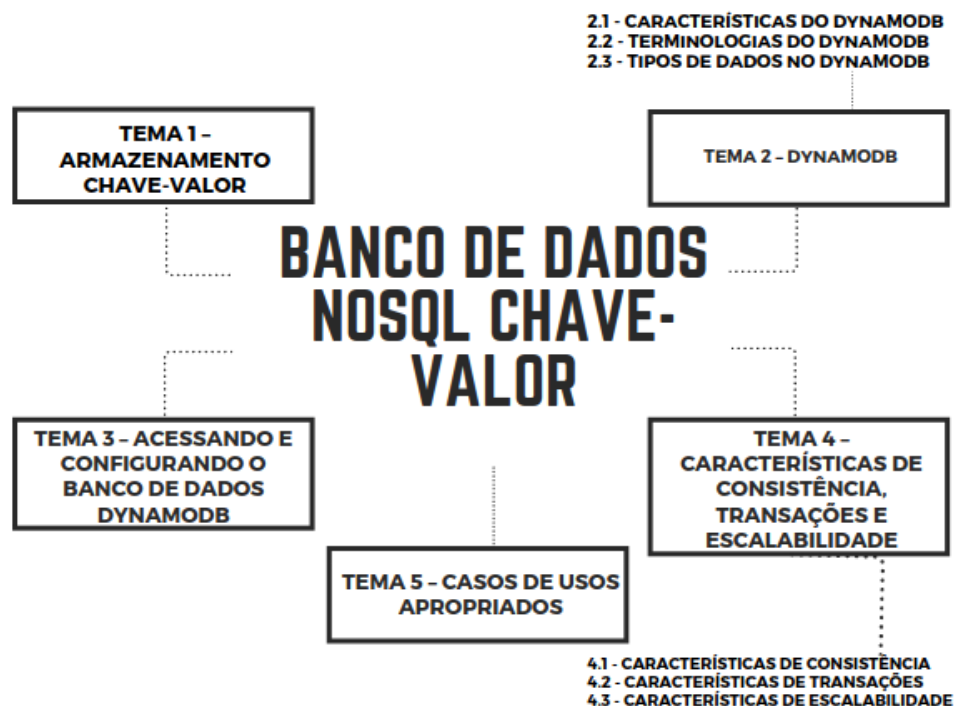 2.1 - CARACTERÍSTICAS DO DYNAMODB
2.2 - TERMINOLOGIAS DO DYNAMODB
2.3 - TIPOS DE DADOS NO DYNAMODB
TEMA 1 –
ARMAZENAMENTO
CHAVE-VALOR
TEMA 2 – DYNAMODB
BANCO DE DADOS
NOSQL CHAVE-
VALOR
TEMA 3 – ACESSANDO E
CONFIGURANDO O
BANCO DE DADOS
DYNAMODB
TEMA 4 –
CARACTERÍSTICAS DE
CONSISTÊNCIA,
TRANSAÇÕES E
ESCALABILIDADE
TEMA 5 – CASOS DE USOS
APROPRIADOS
4.1 - CARACTERÍSTICAS DE CONSISTÊNCIA
4.2 - CARACTERÍSTICAS DE TRANSAÇÕES
4.3 - CARACTERÍSTICAS DE ESCALABILIDADE